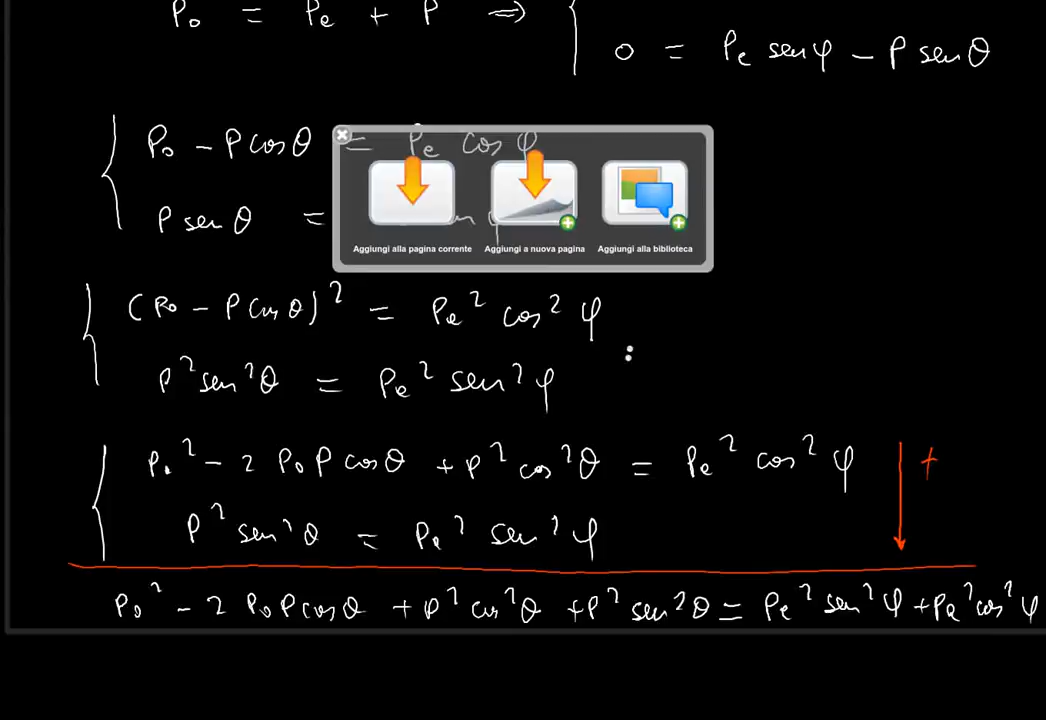 P₀ = Pₑ + P ⇒
0 = Pₑ sen φ − P sen θ
P₀ − P cos θ = Pₑ cos φ
P sen θ =
Aggiungi alla pagina corrente Aggiungi a nuova pagina Aggiungi alla biblioteca
(P₀ − P cos θ)² = Pₑ² cos² φ
P² sen² θ = Pₑ² sen² φ
P₀² − 2 P₀ P cos θ + P² cos² θ = Pₑ² cos² φ +
P² sen² θ = Pₑ² sen² φ
P₀² − 2 P₀ P cos θ + P² cos² θ + P² sen² θ = Pₑ² sen² φ + Pₑ² cos² φ